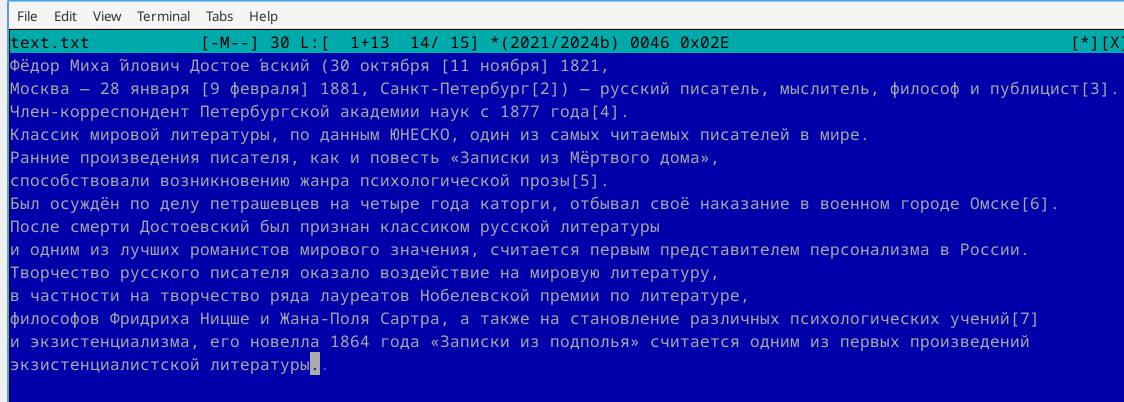 File Edit View Terminal Tabs Help
text.txt [-M--] 30 L:[ 1+13 14/ 15] *(2021/2024b) 0046 0x02E [*][X]
Фёдор Миха́йлович Достое́вский (30 октября [11 ноября] 1821,
Москва — 28 января [9 февраля] 1881, Санкт-Петербург[2]) — русский писатель, мыслитель, философ и публицист[3].
Член-корреспондент Петербургской академии наук с 1877 года[4].
Классик мировой литературы, по данным ЮНЕСКО, один из самых читаемых писателей в мире.
Ранние произведения писателя, как и повесть «Записки из Мёртвого дома»,
способствовали возникновению жанра психологической прозы[5].
Был осуждён по делу петрашевцев на четыре года каторги, отбывал своё наказание в военном городе Омске[6].
После смерти Достоевский был признан классиком русской литературы
и одним из лучших романистов мирового значения, считается первым представителем персонализма в России.
Творчество русского писателя оказало воздействие на мировую литературу,
в частности на творчество ряда лауреатов Нобелевской премии по литературе,
философов Фридриха Ницше и Жана-Поля Сартра, а также на становление различных психологических учений[7]
и экзистенциализма, его новелла 1864 года «Записки из подполья» считается одним из первых произведений
экзистенциалистской литературы..